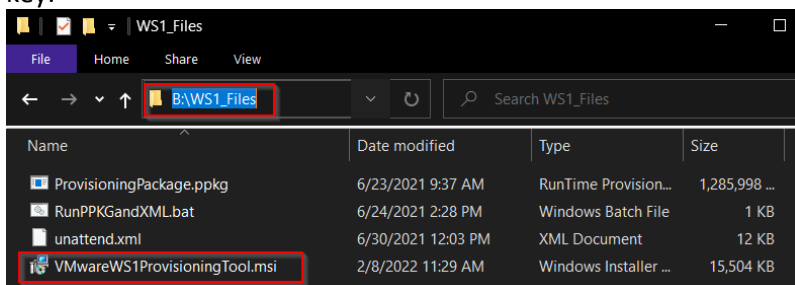 key.
WS1_Files
File Home Share View
B:\WS1_Files Search WS1_Files
Name Date modified Type Size
ProvisioningPackage.ppkg 6/23/2021 9:37 AM RunTime Provision... 1,285,998 ...
RunPPKGandXML.bat 6/24/2021 2:28 PM Windows Batch File 1 KB
unattend.xml 6/30/2021 12:03 PM XML Document 12 KB
VMwareWS1ProvisioningTool.msi 2/8/2022 11:29 AM Windows Installer ... 15,504 KB